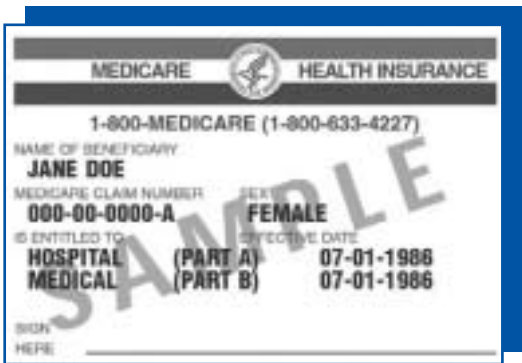 MEDICARE HEALTH INSURANCE
1-800-MEDICARE (1-800-633-4227)
NAME OF BENEFICIARY
JANE DOE
MEDICARE CLAIM NUMBER SEX
000-00-0000-A FEMALE
IS ENTITLED TO EFFECTIVE DATE
HOSPITAL (PART A) 07-01-1986
MEDICAL (PART B) 07-01-1986
SAMPLE
SIGN
HERE